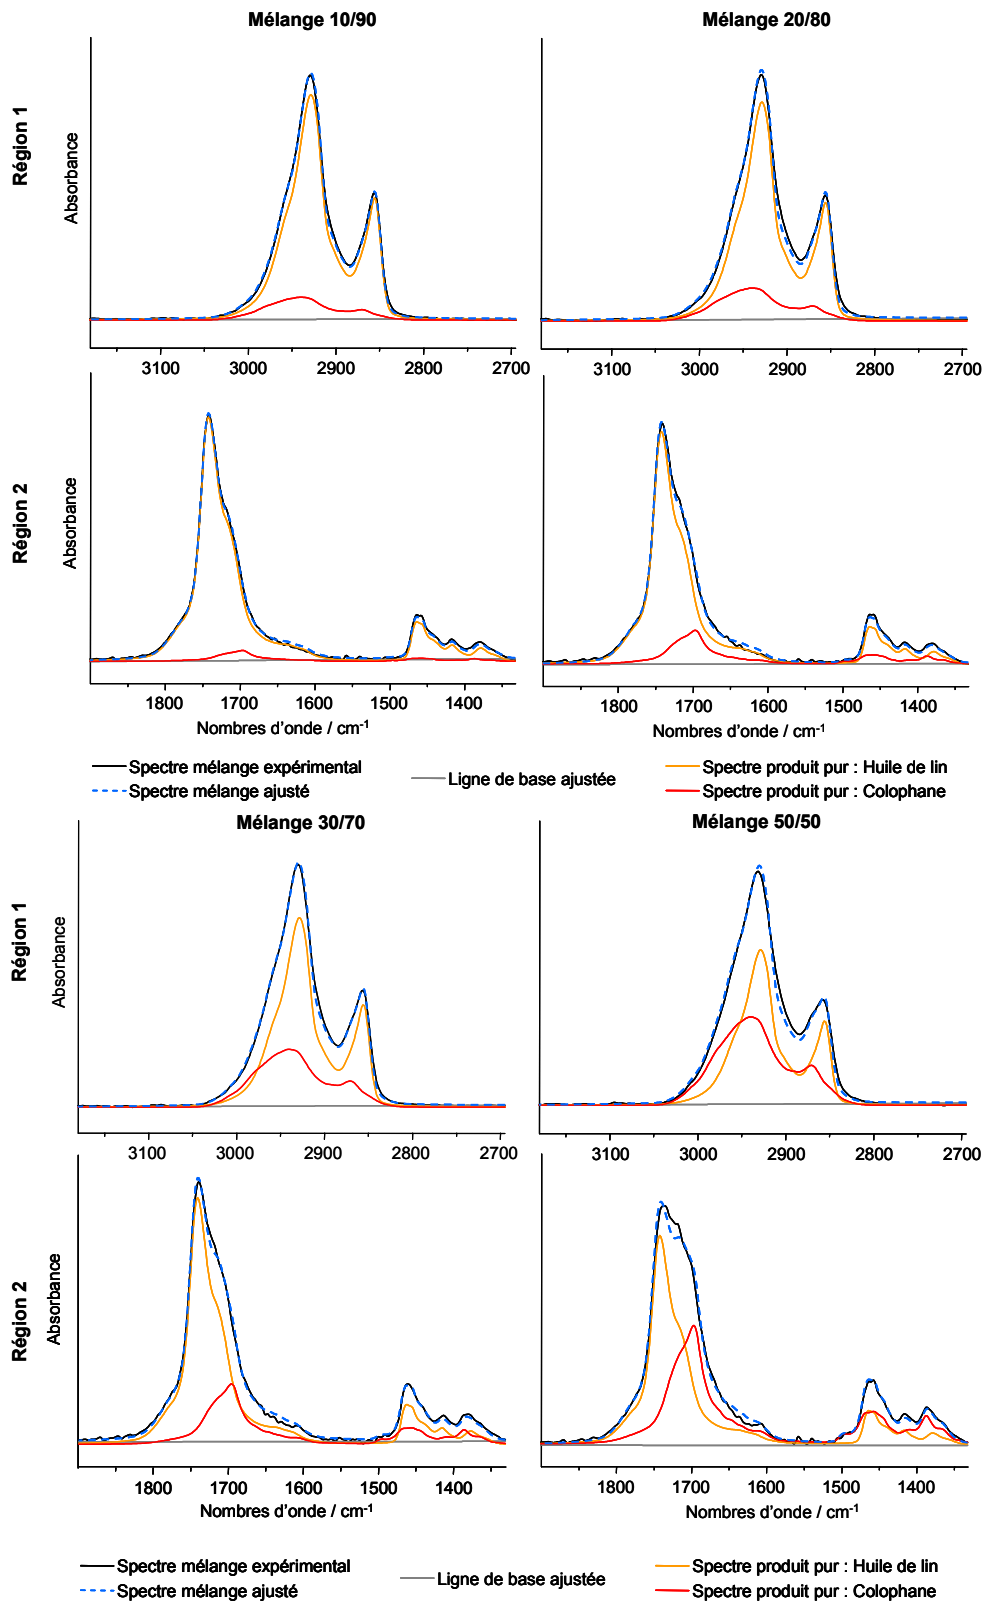 Mélange 10/90
Mélange 20/80
Région 1
Absorbance
3100 3000 2900 2800 2700
3100 3000 2900 2800 2700
Région 2
Absorbance
1800 1700 1600 1500 1400
1800 1700 1600 1500 1400
Nombres d'onde / cm⁻¹
Nombres d'onde / cm⁻¹
Spectre mélange expérimental
Ligne de base ajustée
Spectre produit pur : Huile de lin
Spectre mélange ajusté
Spectre produit pur : Colophane
Mélange 30/70
Mélange 50/50
Région 1
Absorbance
3100 3000 2900 2800 2700
3100 3000 2900 2800 2700
Région 2
Absorbance
1800 1700 1600 1500 1400
1800 1700 1600 1500 1400
Nombres d'onde / cm⁻¹
Nombres d'onde / cm⁻¹
Spectre mélange expérimental
Ligne de base ajustée
Spectre produit pur : Huile de lin
Spectre mélange ajusté
Spectre produit pur : Colophane